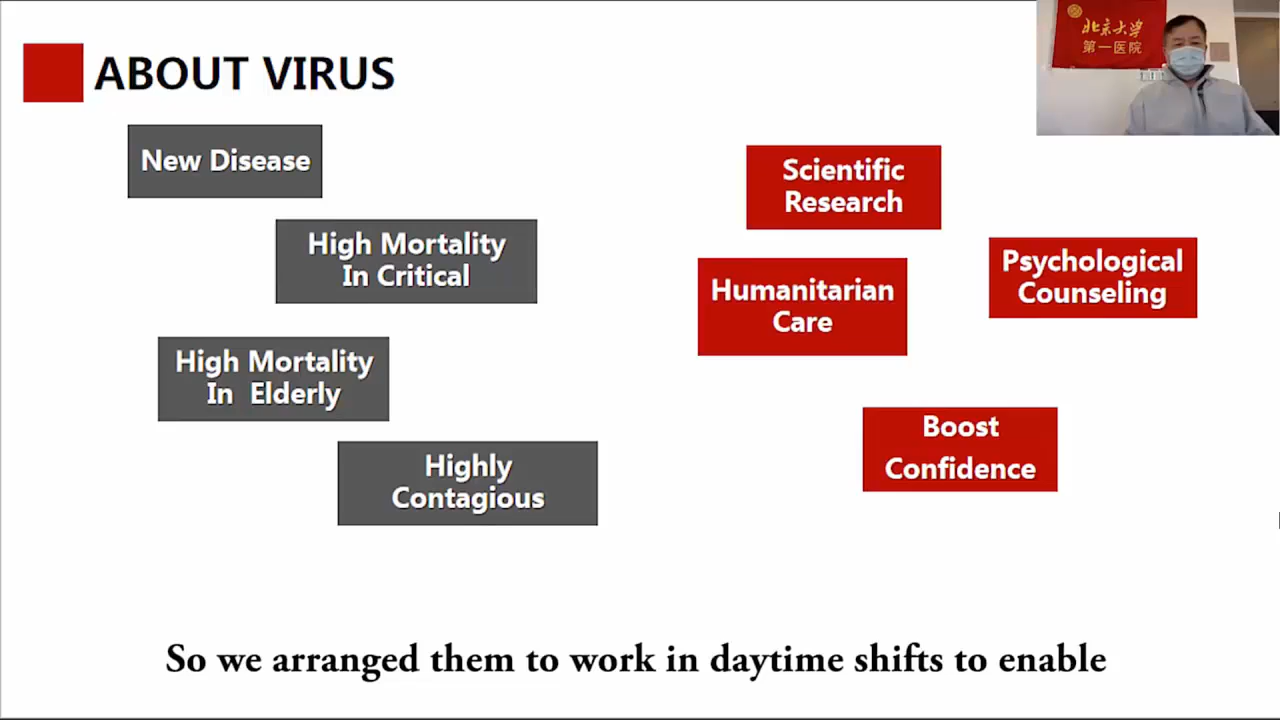 ABOUT VIRUS
北京大学
第一医院
New Disease
High Mortality
In Critical
High Mortality
In Elderly
Highly
Contagious
Scientific
Research
Humanitarian
Care
Psychological
Counseling
Boost
Confidence
So we arranged them to work in daytime shifts to enable